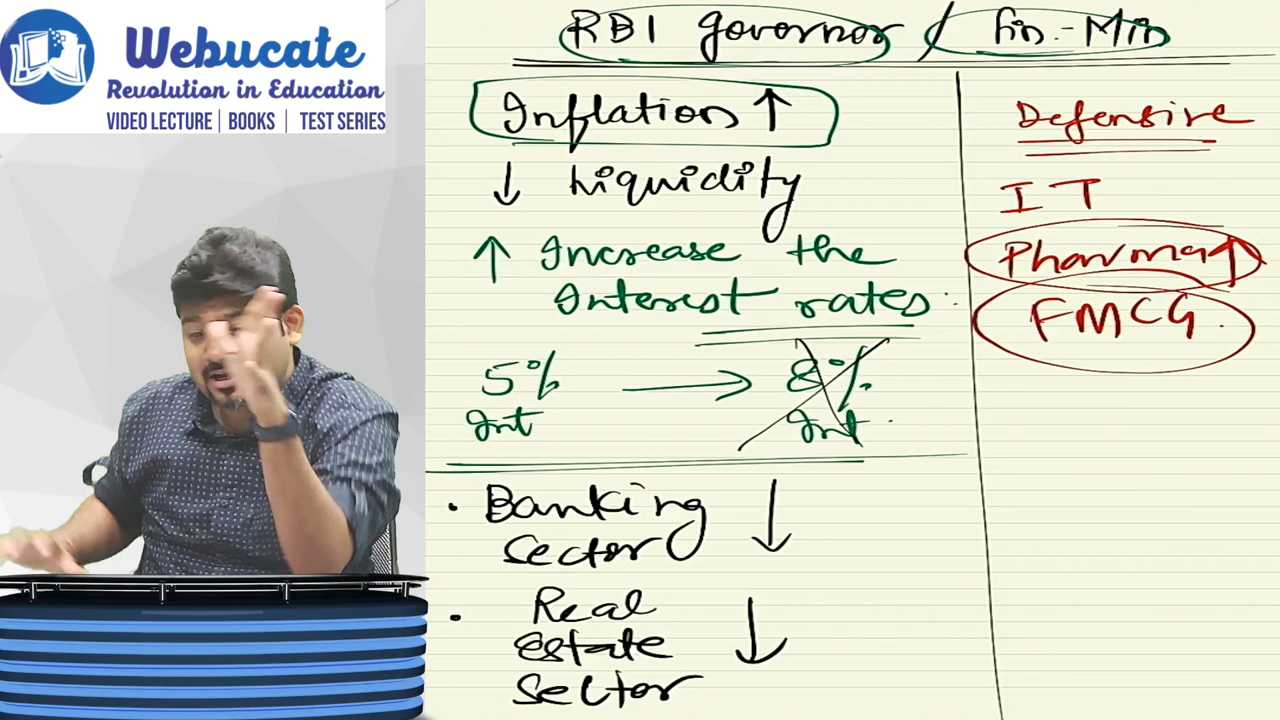 Webucate
Revolution in Education
VIDEO LECTURE | BOOKS | TEST SERIES
RBI governor / Fin.-Min
Inflation ↑
↓ Liquidity
↑ Increase the
Interest rates
5% → 8%
Int Int
• Banking ↓
Sector
• Real ↓
Estate
Sector
Defensive
IT
Pharma ↑
FMCG